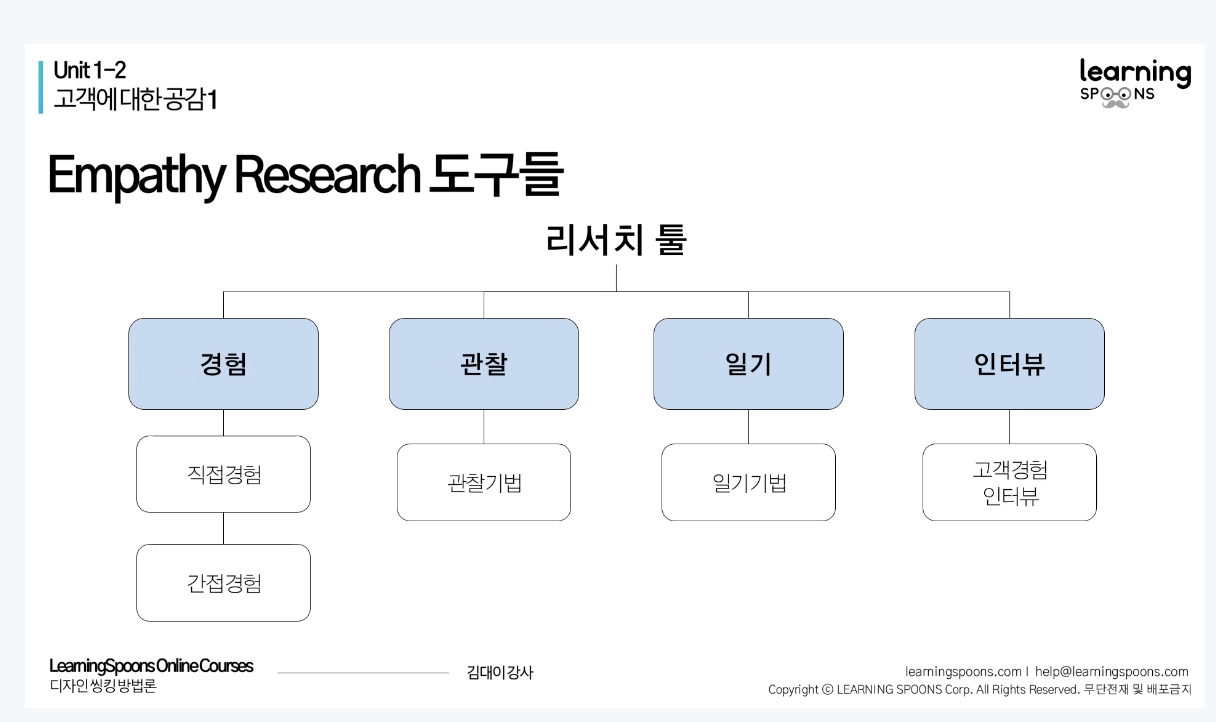 Unit 1-2
고객에 대한 공감 1
learning
SPOONS
Empathy Research 도구들
리서치 툴
경험
관찰
일기
인터뷰
직접경험
관찰기법
일기기법
고객경험
인터뷰
간접경험
LearningSpoons Online Courses
디자인 씽킹 방법론
김대이 강사
learningspoons.com l help@learningspoons.com
Copyright ⓒ LEARNING SPOONS Corp. All Rights Reserved. 무단전재 및 배포금지